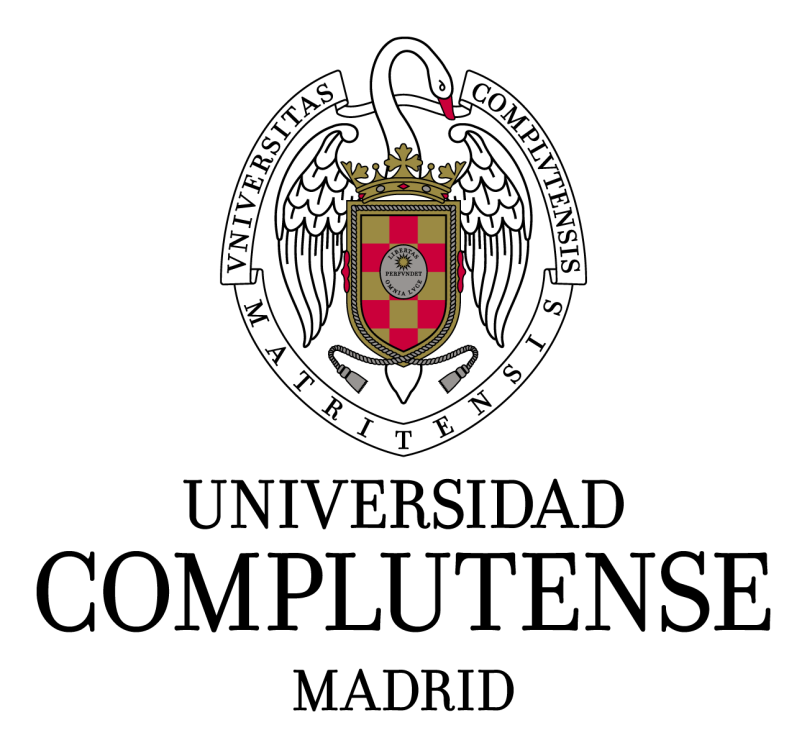 VNIVERSITAS COMPLVTENSIS
MATRITENSIS
LIBERTAS
PERFVNDET
OMNIA LVCE
UNIVERSIDAD
COMPLUTENSE
MADRID